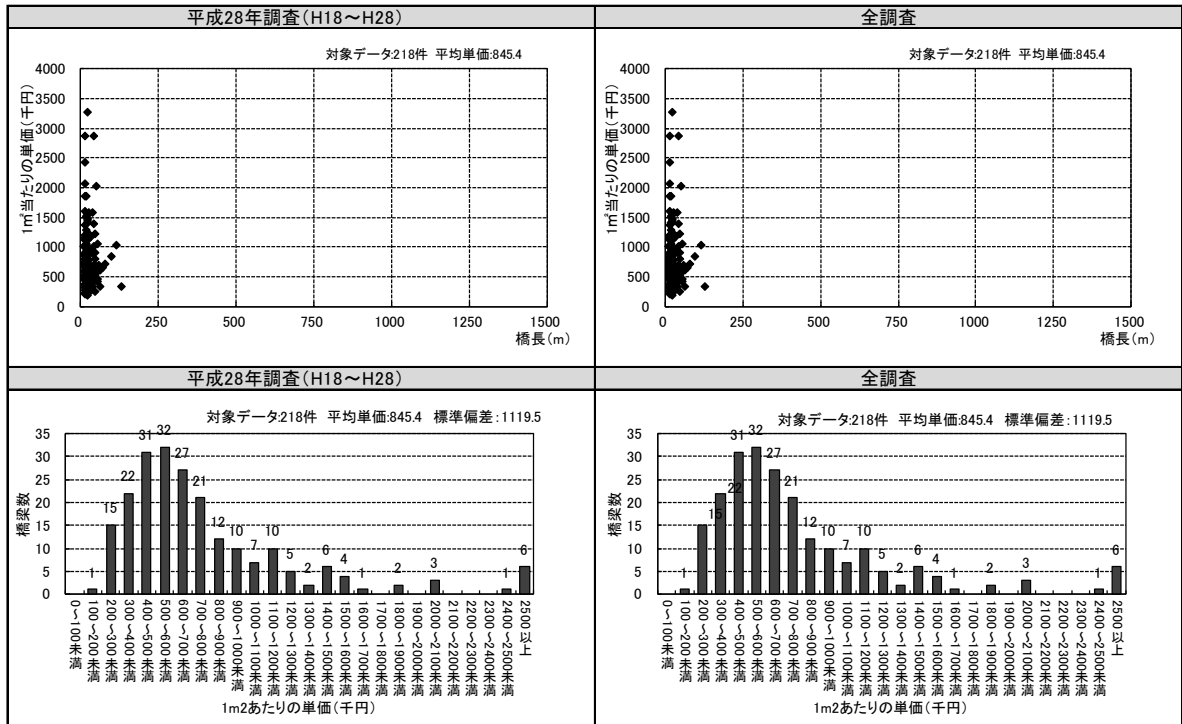 平成28年調査(H18～H28)
全調査
対象データ:218件 平均単価:845.4
4000
3500
3000
2500
2000
1500
1000
500
0
1㎡当たりの単価(千円)
0 250 500 750 1000 1250 1500
橋長(m)
対象データ:218件 平均単価:845.4
4000
3500
3000
2500
2000
1500
1000
500
0
1㎡当たりの単価(千円)
0 250 500 750 1000 1250 1500
橋長(m)
平成28年調査(H18～H28)
全調査
対象データ:218件 平均単価:845.4 標準偏差:1119.5
35
30
25
20
15
10
5
0
橋梁数
1 15 22 31 32 27 21 12 10 7 10 5 2 6 4 1 2 3 1 6
0～100未満
100～200未満
200～300未満
300～400未満
400～500未満
500～600未満
600～700未満
700～800未満
800～900未満
900～1000未満
1000～1100未満
1100～1200未満
1200～1300未満
1300～1400未満
1400～1500未満
1500～1600未満
1600～1700未満
1700～1800未満
1800～1900未満
1900～2000未満
2000～2100未満
2100～2200未満
2200～2300未満
2300～2400未満
2400～2500未満
2500以上
1m2あたりの単価(千円)
対象データ:218件 平均単価:845.4 標準偏差:1119.5
35
30
25
20
15
10
5
0
橋梁数
1 15 22 31 32 27 21 12 10 7 10 5 2 6 4 1 2 3 1 6
0～100未満
100～200未満
200～300未満
300～400未満
400～500未満
500～600未満
600～700未満
700～800未満
800～900未満
900～1000未満
1000～1100未満
1100～1200未満
1200～1300未満
1300～1400未満
1400～1500未満
1500～1600未満
1600～1700未満
1700～1800未満
1800～1900未満
1900～2000未満
2000～2100未満
2100～2200未満
2200～2300未満
2300～2400未満
2400～2500未満
2500以上
1m2あたりの単価(千円)